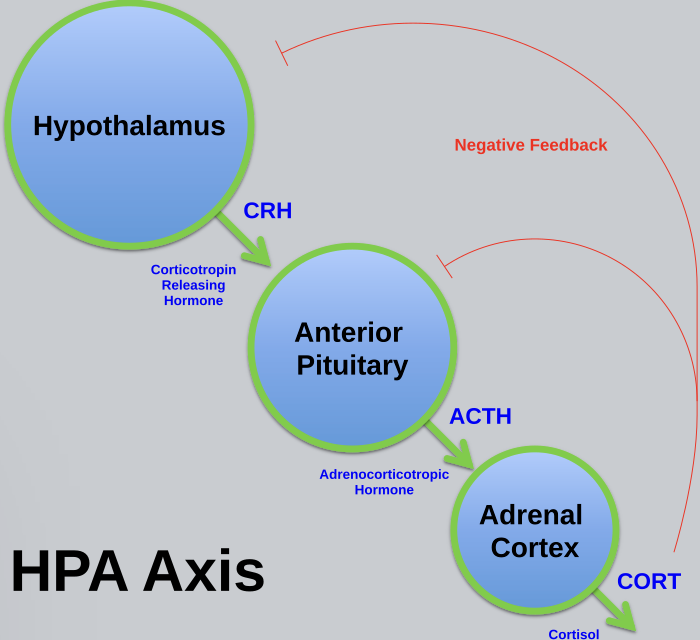 Hypothalamus
Negative Feedback
CRH
Corticotropin
Releasing
Hormone
Anterior
Pituitary
ACTH
Adrenocorticotropic
Hormone
Adrenal
Cortex
HPA Axis
CORT
Cortisol